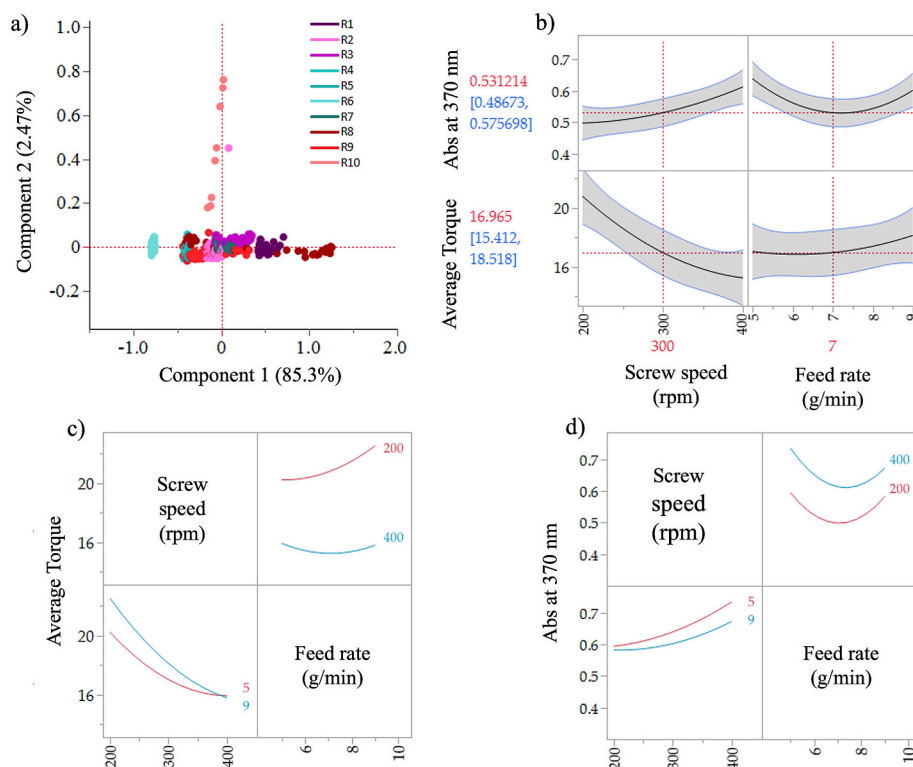 a)
Component 2 (2.47%)
1.0
0.8
0.6
0.4
0.2
0
-0.2
-1.0
0
1.0
2.0
Component 1 (85.3%)
R1
R2
R3
R4
R5
R6
R7
R8
R9
R10
b)
Abs at 370 nm
0.531214
[0.48673,
0.575698]
0.7
0.6
0.5
0.4
Average Torque
16.965
[15.412,
18.518]
20
16
200
300
400
5
6
7
8
9
300
7
Screw speed
(rpm)
Feed rate
(g/min)
c)
Average Torque
20
16
20
16
Screw
speed
(rpm)
200
400
5
9
Feed rate
(g/min)
200
400
6
8
10
d)
Abs at 370 nm
0.7
0.6
0.5
0.4
0.7
0.6
0.5
0.4
Screw
speed
(rpm)
400
200
5
9
Feed rate
(g/min)
200
400
6
8
10